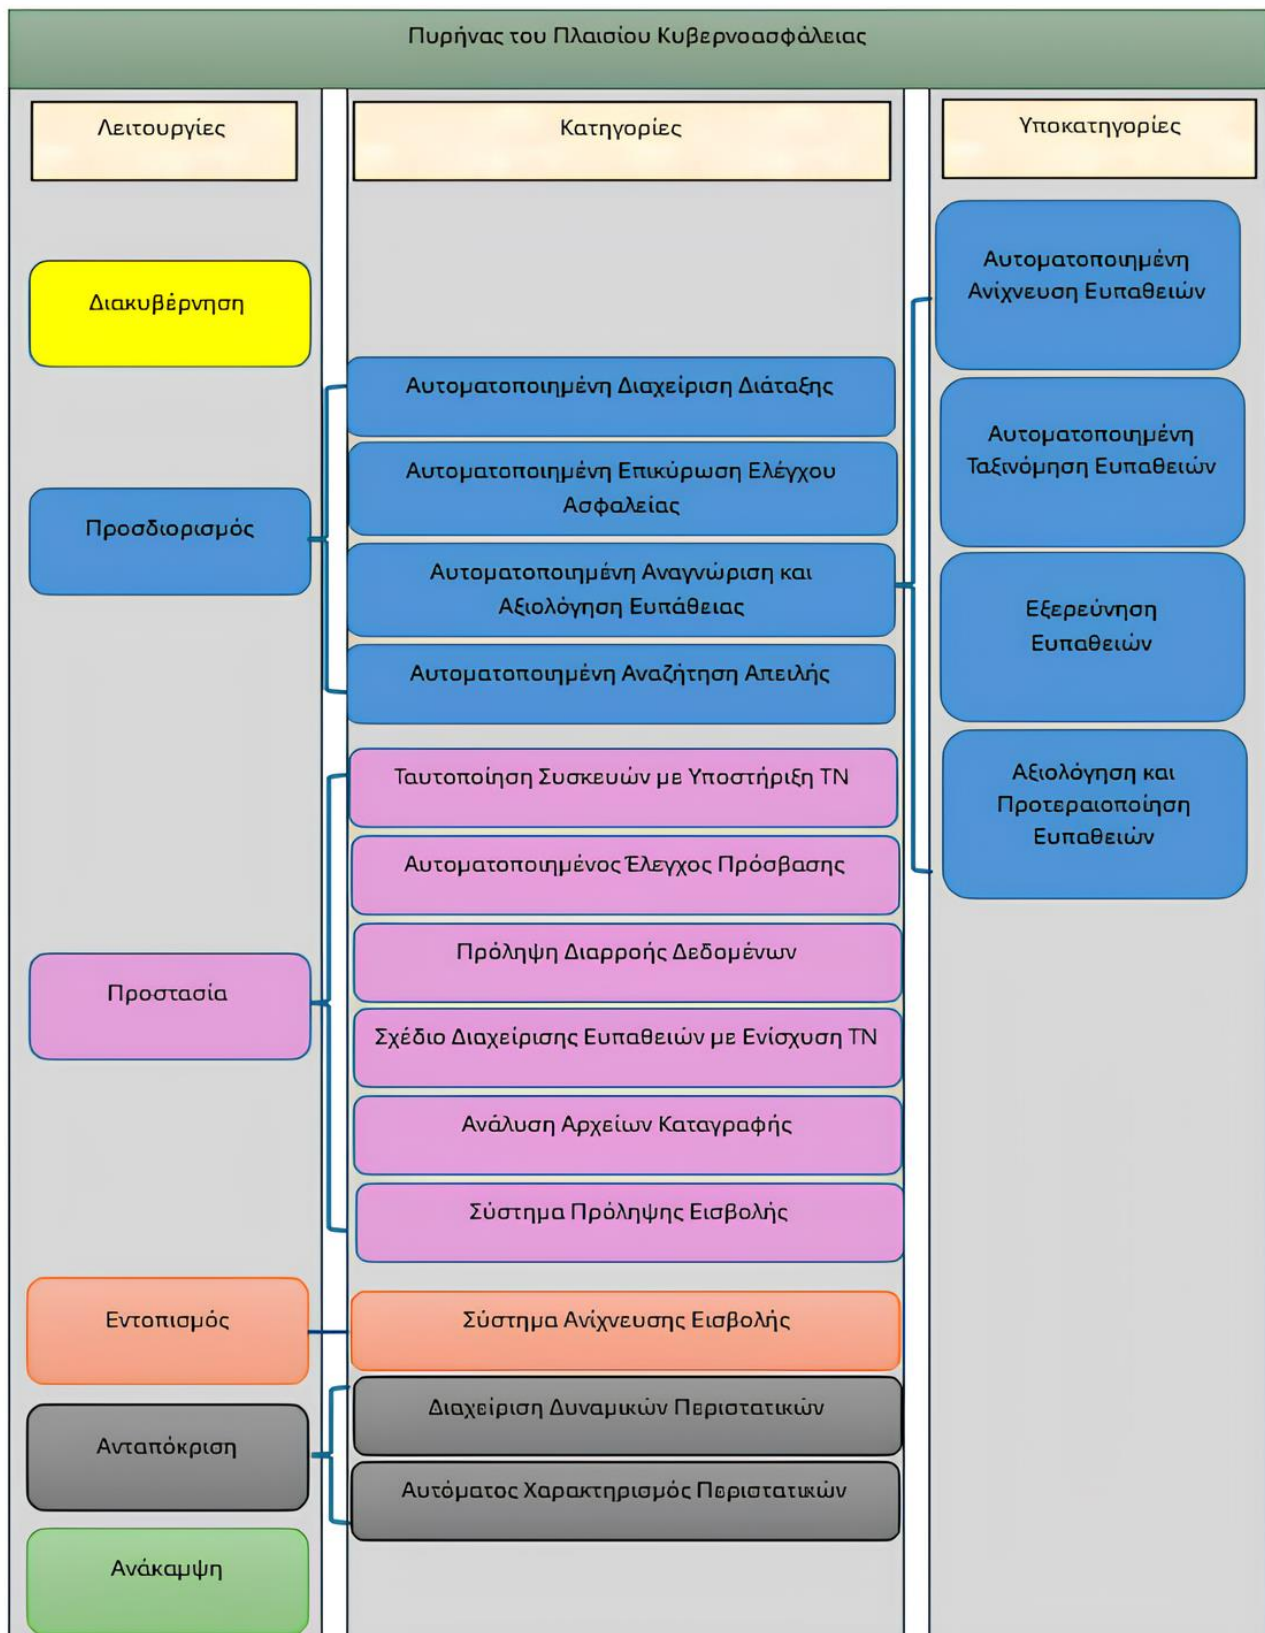 Πυρήνας του Πλαισίου Κυβερνοασφάλειας
Λειτουργίες
Κατηγορίες
Υποκατηγορίες
Διακυβέρνηση
Προσδιορισμός
Αυτοματοποιημένη Διαχείριση Διάταξης
Αυτοματοποιημένη Επικύρωση Ελέγχου
Ασφαλείας
Αυτοματοποιημένη Αναγνώριση και
Αξιολόγηση Ευπάθειας
Αυτοματοποιημένη Αναζήτηση Απειλής
Αυτοματοποιημένη
Ανίχνευση Ευπαθειών
Αυτοματοποιημένη
Ταξινόμηση Ευπαθειών
Εξερεύνηση
Ευπαθειών
Αξιολόγηση και
Προτεραιοποίηση
Ευπαθειών
Προστασία
Ταυτοποίηση Συσκευών με Υποστήριξη ΤΝ
Αυτοματοποιημένος Έλεγχος Πρόσβασης
Πρόληψη Διαρροής Δεδομένων
Σχέδιο Διαχείρισης Ευπαθειών με Ενίσχυση ΤΝ
Ανάλυση Αρχείων Καταγραφής
Σύστημα Πρόληψης Εισβολής
Εντοπισμός
Σύστημα Ανίχνευσης Εισβολής
Ανταπόκριση
Διαχείριση Δυναμικών Περιστατικών
Αυτόματος Χαρακτηρισμός Περιστατικών
Ανάκαμψη